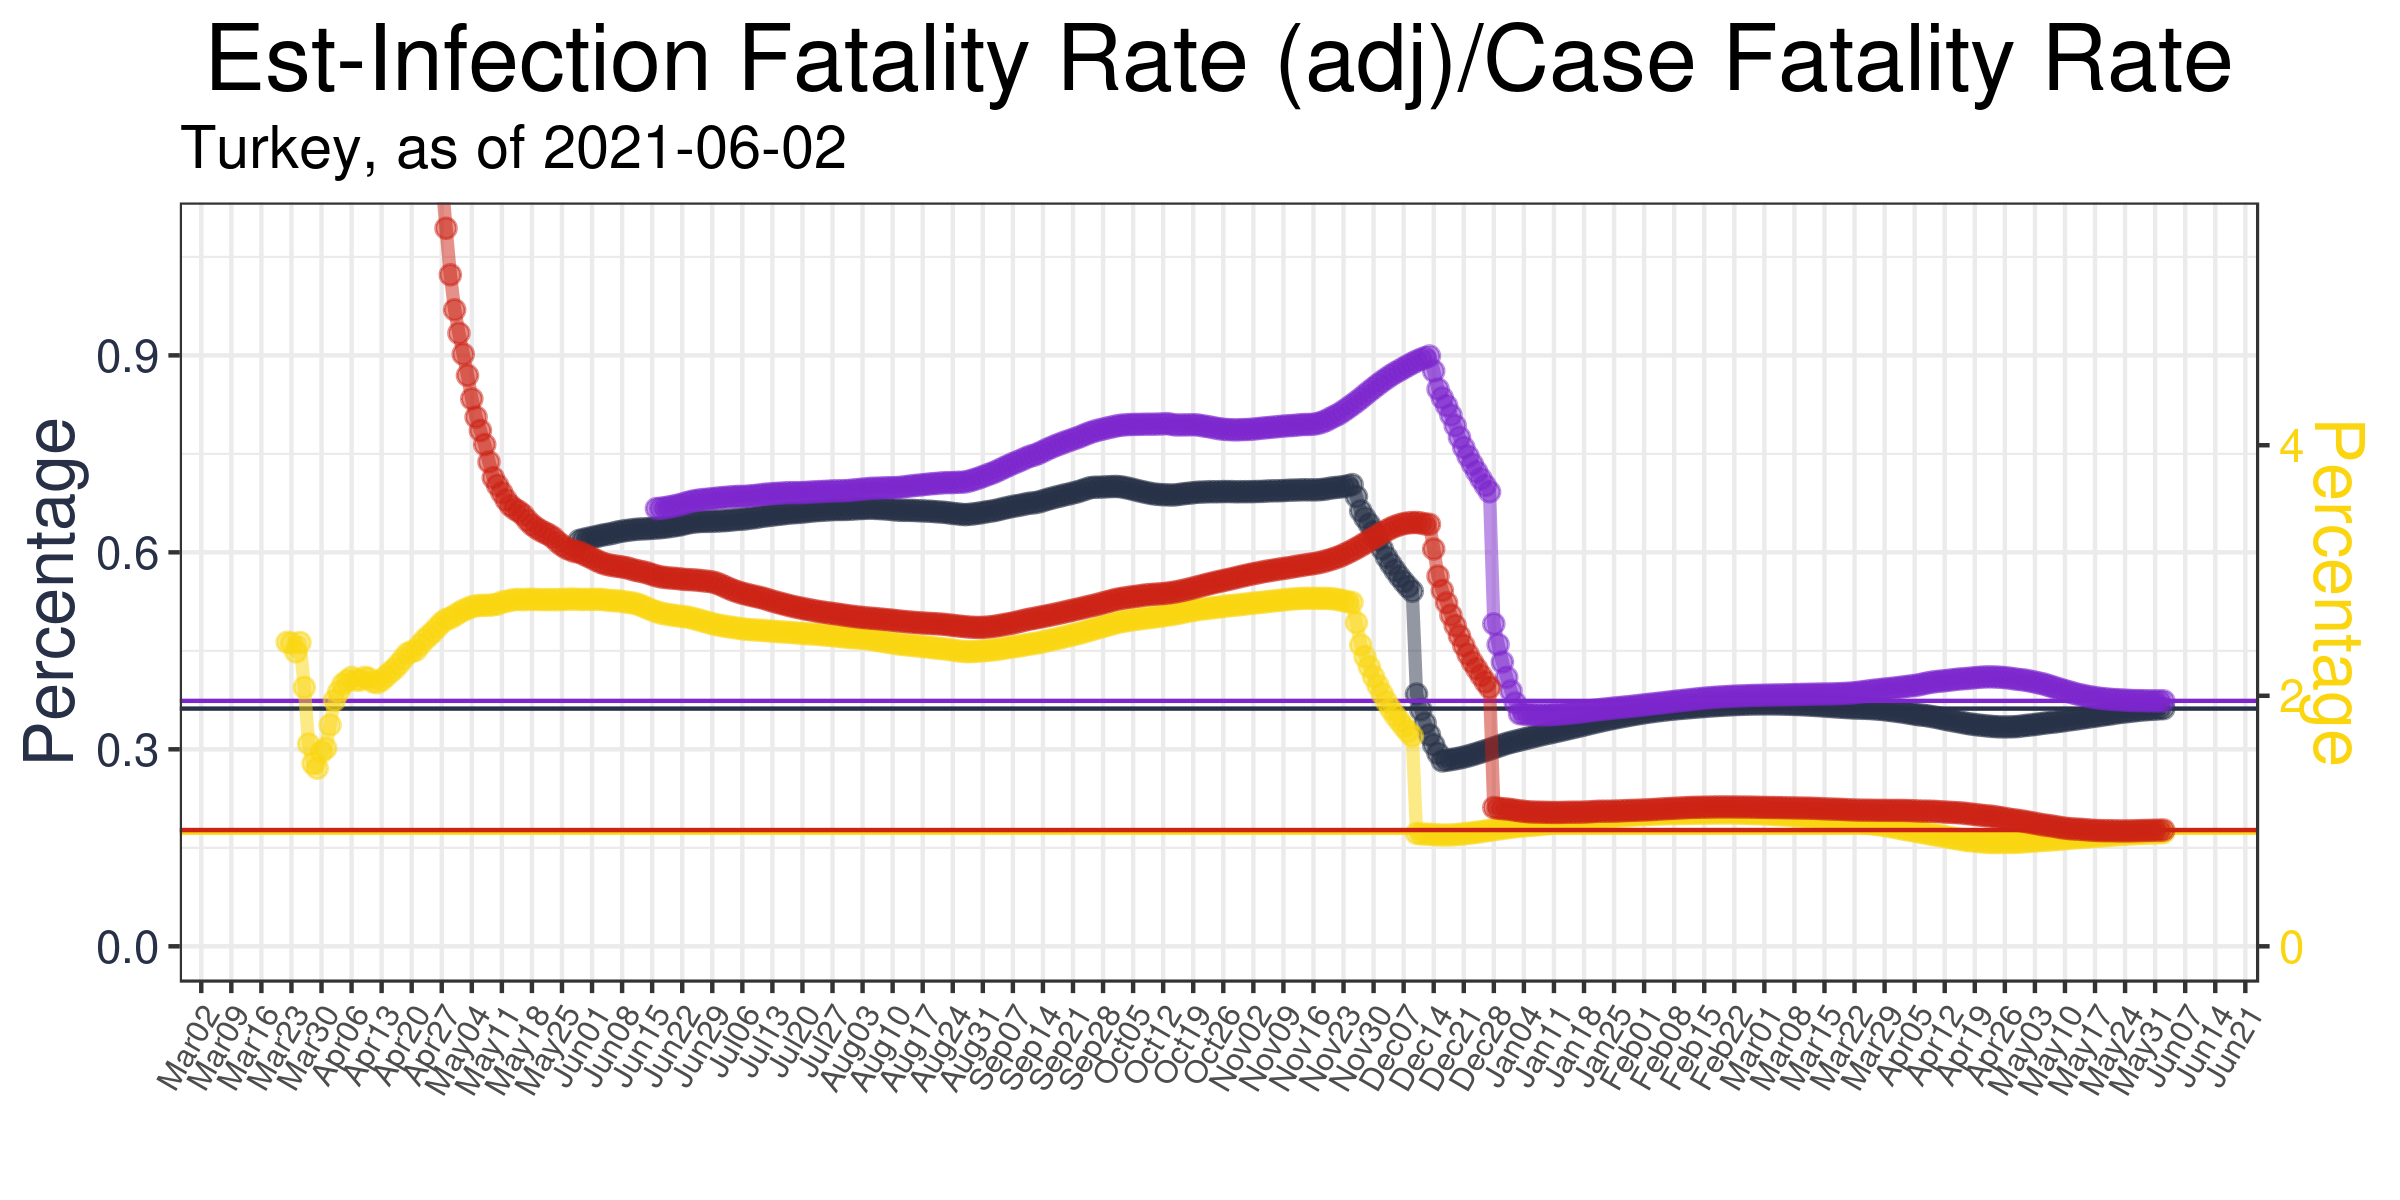 Est-Infection Fatality Rate (adj)/Case Fatality Rate
Turkey, as of 2021-06-02
Percentage
0.9
0.6
0.3
0.0
4
2
0
Percentage
Mar02
Mar09
Mar16
Mar23
Mar30
Apr06
Apr13
Apr20
Apr27
May04
May11
May18
May25
Jun01
Jun08
Jun15
Jun22
Jun29
Jul06
Jul13
Jul20
Jul27
Aug03
Aug10
Aug17
Aug24
Aug31
Sep07
Sep14
Sep21
Sep28
Oct05
Oct12
Oct19
Oct26
Nov02
Nov09
Nov16
Nov23
Nov30
Dec07
Dec14
Dec21
Dec28
Jan04
Jan11
Jan18
Jan25
Feb01
Feb08
Feb15
Feb22
Mar01
Mar08
Mar15
Mar22
Mar29
Apr05
Apr12
Apr19
Apr26
May03
May10
May17
May24
May31
Jun07
Jun14
Jun21